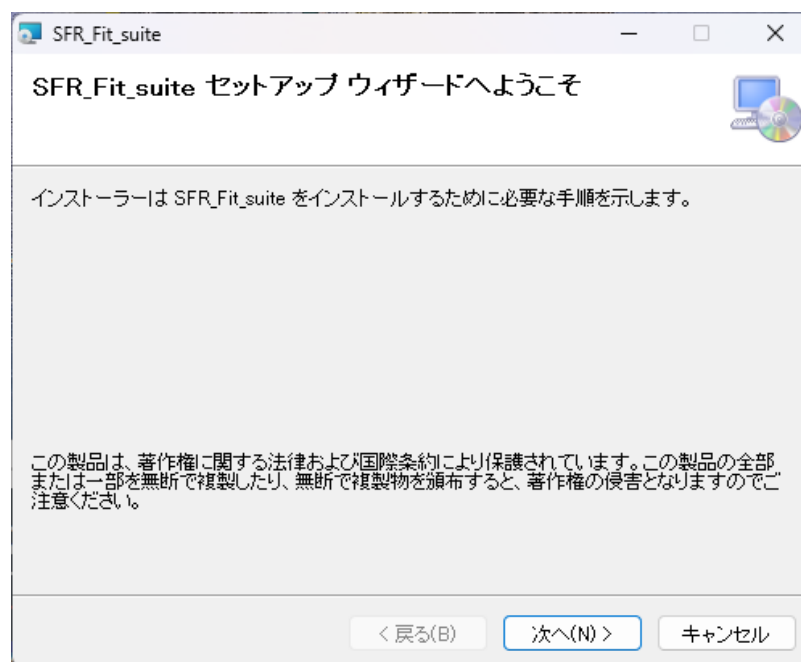 SFR_Fit_suite
SFR_Fit_suite セットアップ ウィザードへようこそ
インストーラーは SFR_Fit_suite をインストールするために必要な手順を示します。
この製品は、著作権に関する法律および国際条約により保護されています。この製品の全部
または一部を無断で複製したり、無断で複製物を頒布すると、著作権の侵害となりますのでご
注意ください。
< 戻る(B) 次へ(N) > キャンセル